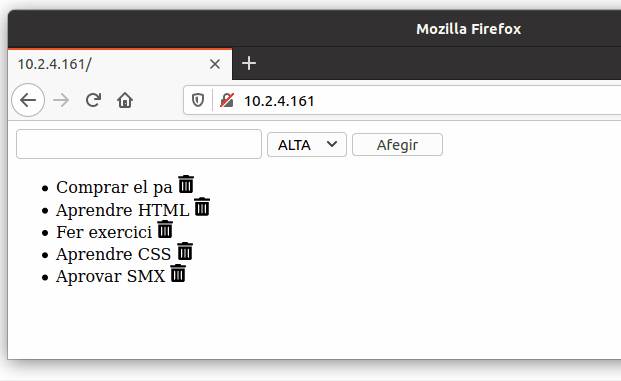 Mozilla Firefox
10.2.4.161/
10.2.4.161
ALTA Afegir
Comprar el pa
Aprendre HTML
Fer exercici
Aprendre CSS
Aprovar SMX